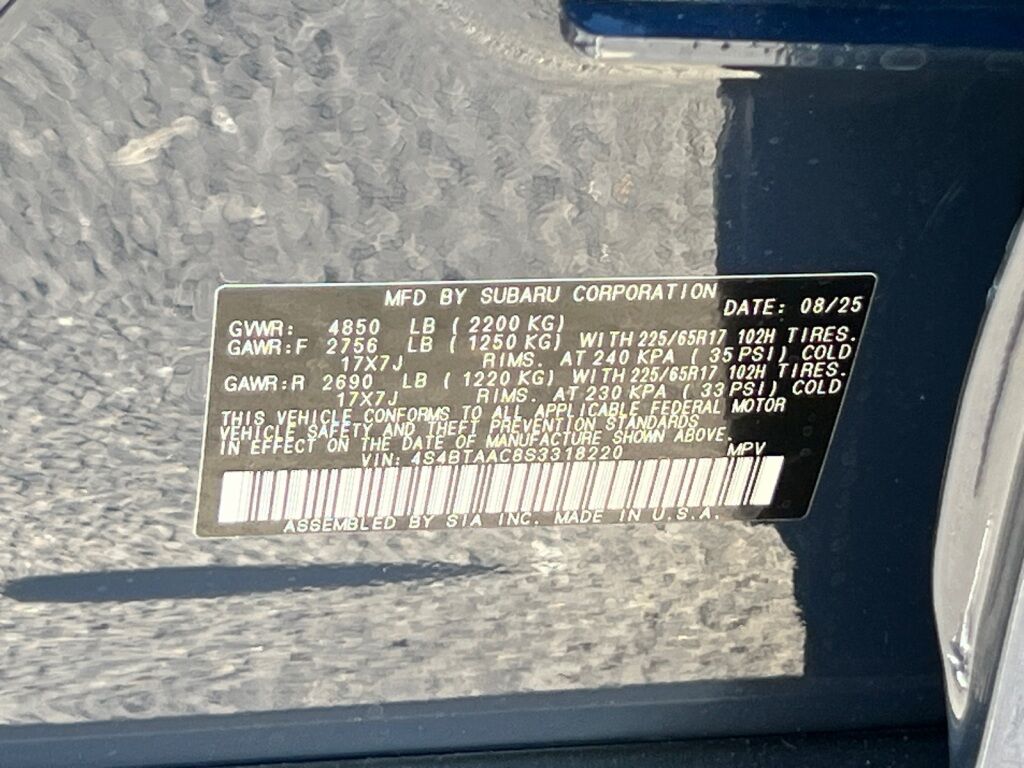 MFD BY SUBARU CORPORATION DATE: 08/25
GVWR: 4850 LB ( 2200 KG)
GAWR:F 2756 LB ( 1250 KG) WITH 225/65R17 102H TIRES.
17X7J RIMS. AT 240 KPA ( 35 PSI) COLD
GAWR:R 2690 LB ( 1220 KG) WITH 225/65R17 102H TIRES.
17X7J RIMS. AT 230 KPA ( 33 PSI) COLD
THIS VEHICLE CONFORMS TO ALL APPLICABLE FEDERAL MOTOR
VEHICLE SAFETY AND THEFT PREVENTION STANDARDS
IN EFFECT ON THE DATE OF MANUFACTURE SHOWN ABOVE.
VIN: 4S4BTAAC8S3318220 MPV
ASSEMBLED BY SIA INC. MADE IN U.S.A.